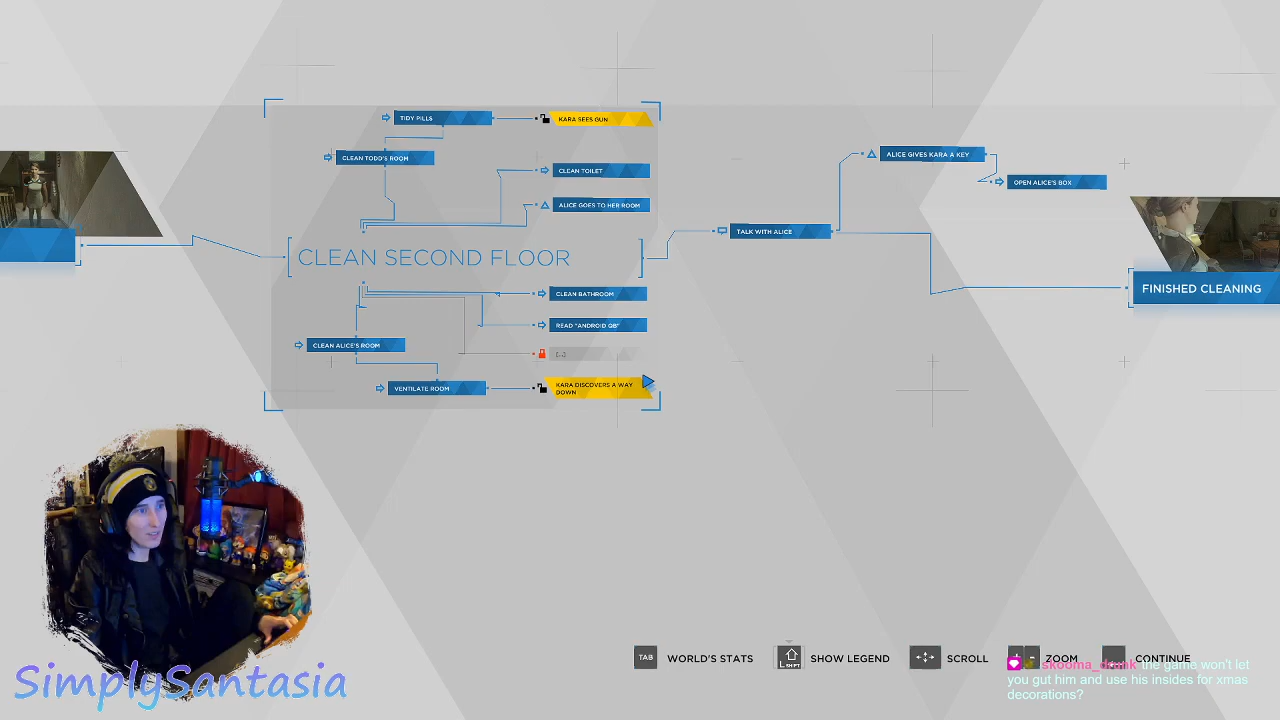 TIDY PILLS
KARA SEES GUN
CLEAN TODD'S ROOM
CLEAN TOILET
ALICE GOES TO HER ROOM
CLEAN SECOND FLOOR
CLEAN BATHROOM
READ "ANDROID QB"
CLEAN ALICE'S ROOM
[...]
VENTILATE ROOM
KARA DISCOVERS A WAY
DOWN
TALK WITH ALICE
ALICE GIVES KARA A KEY
OPEN ALICE'S BOX
FINISHED CLEANING
SimplySantasia
TAB WORLD'S STATS L.SHIFT SHOW LEGEND SCROLL + - ZOOM CONTINUE
skooma_drunk the game won't let
you gut him and use his insides for xmas
decorations?